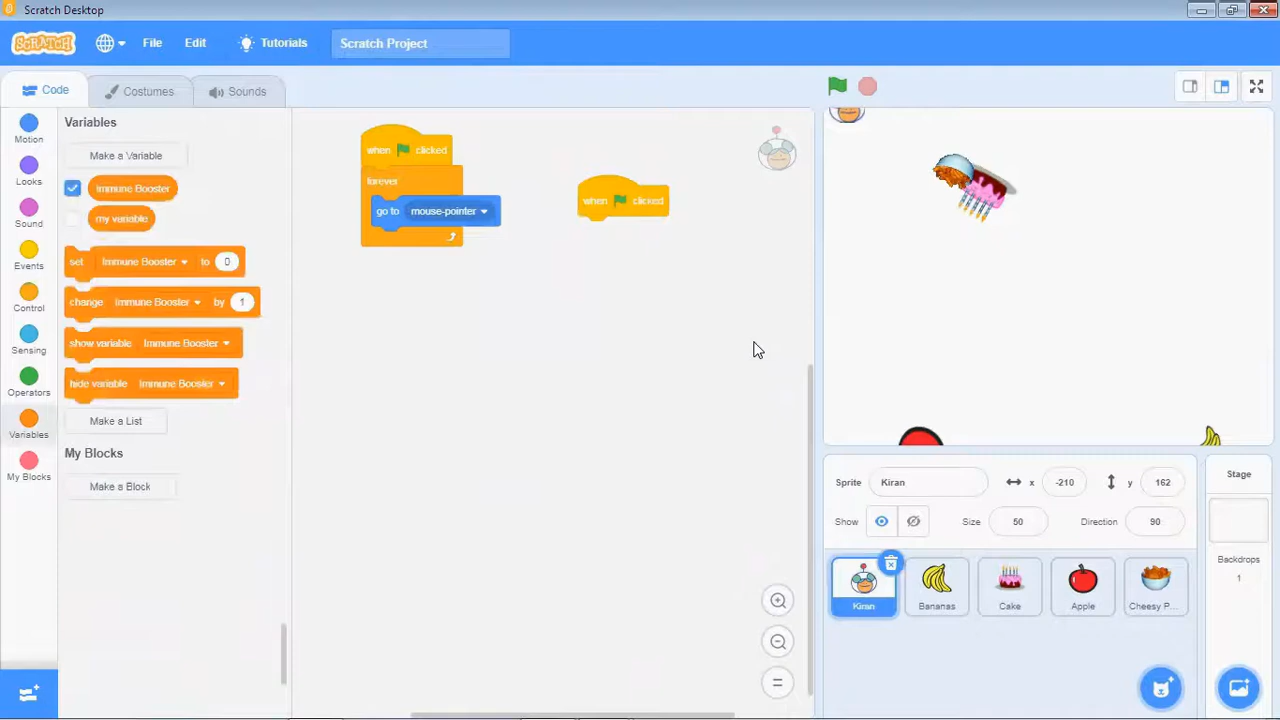 Scratch Desktop
SCRATCH File Edit Tutorials Scratch Project
Code Costumes Sounds
Variables
Make a Variable
Immune Booster
my variable
set Immune Booster to 0
change Immune Booster by 1
show variable Immune Booster
hide variable Immune Booster
Make a List
My Blocks
Make a Block
Motion
Looks
Sound
Events
Control
Sensing
Operators
Variables
My Blocks
when clicked
forever
go to mouse-pointer
when clicked
Sprite Kiran x -210 y 162
Show Size 50 Direction 90
Kiran
Bananas
Cake
Apple
Cheesy P...
Stage
Backdrops
1